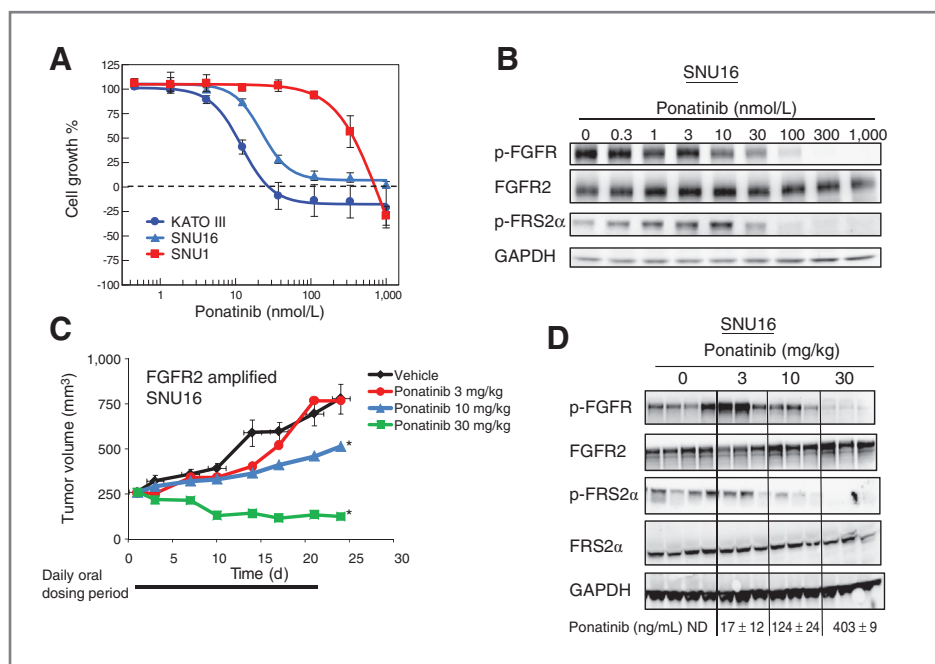 A
Cell growth %
125
100
75
50
25
0
-25
-50
-75
-100
KATO III
SNU16
SNU1
1 10 100 1,000
Ponatinib (nmol/L)
B
SNU16
Ponatinib (nmol/L)
0 0.3 1 3 10 30 100 300 1,000
p-FGFR
FGFR2
p-FRS2α
GAPDH
C
Tumor volume (mm³)
1,000
750
500
250
0
FGFR2 amplified
SNU16
Vehicle
Ponatinib 3 mg/kg
Ponatinib 10 mg/kg
Ponatinib 30 mg/kg
*
*
0 5 10 15 20 25 30
Time (d)
Daily oral
dosing period
D
SNU16
Ponatinib (mg/kg)
0 3 10 30
p-FGFR
FGFR2
p-FRS2α
FRS2α
GAPDH
Ponatinib (ng/mL) ND 17 ± 12 124 ± 24 403 ± 9